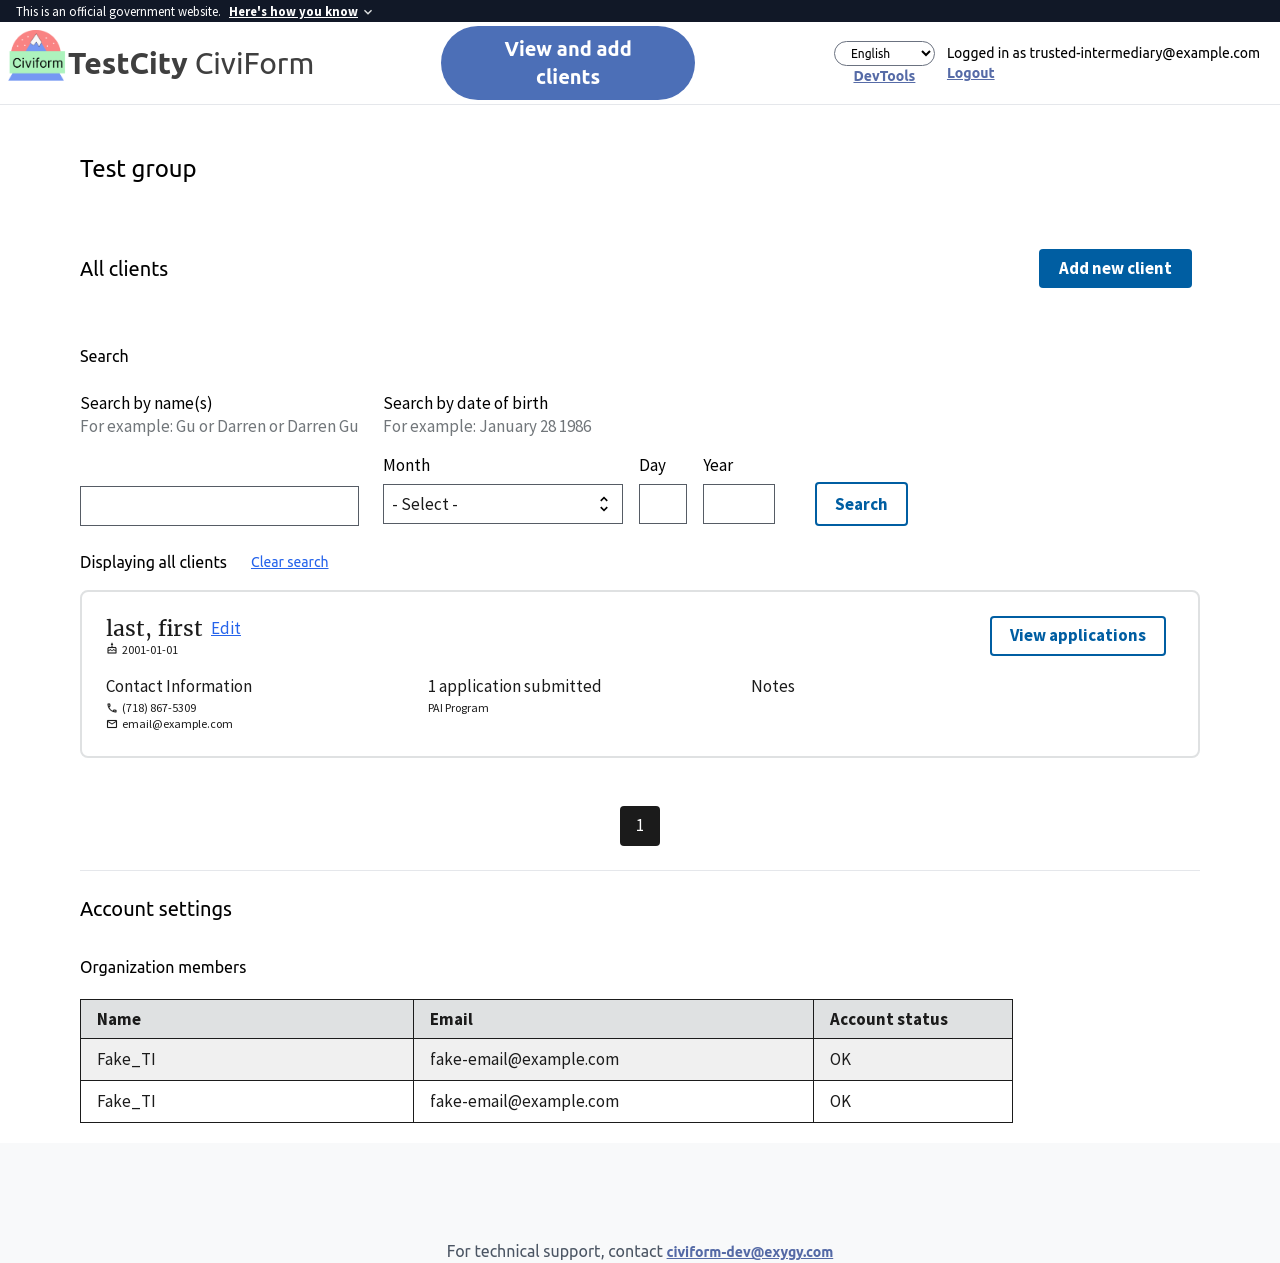 This is an official government website. Here's how you know
Civiform
TestCity CiviForm
View and add
clients
English
DevTools
Logged in as trusted-intermediary@example.com
Logout
Test group
All clients
Add new client
Search
Search by name(s)
For example: Gu or Darren or Darren Gu
Search by date of birth
For example: January 28 1986
Month
Day
Year
- Select -
Search
Displaying all clients
Clear search
last, first Edit
2001-01-01
View applications
Contact Information
(718) 867-5309
email@example.com
1 application submitted
PAI Program
Notes
1
Account settings
Organization members
Name Email Account status
Fake_TI fake-email@example.com OK
Fake_TI fake-email@example.com OK
For technical support, contact civiform-dev@exygy.com